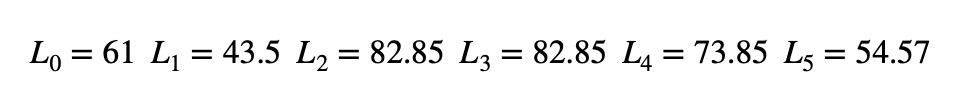 L₀ = 61 L₁ = 43.5 L₂ = 82.85 L₃ = 82.85 L₄ = 73.85 L₅ = 54.57